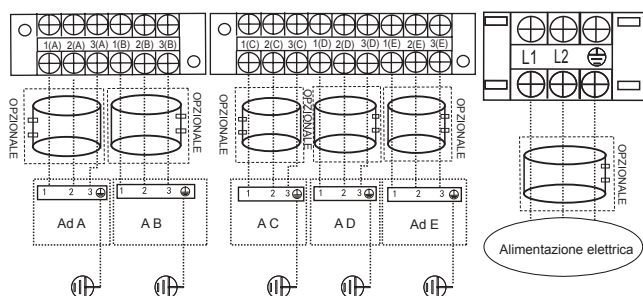 1(A) 2(A) 3(A) 1(B) 2(B) 3(B)
1(C) 2(C) 3(C) 1(D) 2(D) 3(D) 1(E) 2(E) 3(E)
L1 L2
OPZIONALE
OPZIONALE
OPZIONALE
OPZIONALE
OPZIONALE
OPZIONALE
1 2 3
1 2 3
1 2 3
1 2 3
1 2 3
Ad A
A B
A C
A D
Ad E
Alimentazione elettrica